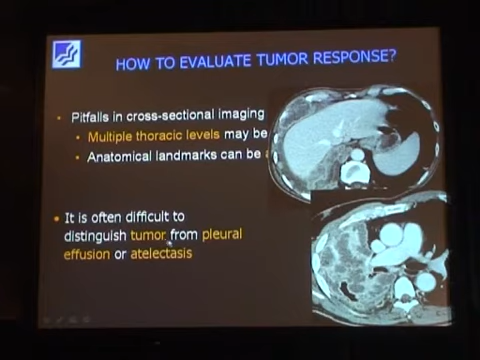 HOW TO EVALUATE TUMOR RESPONSE?
• Pitfalls in cross-sectional imaging
• Multiple thoracic levels may be
• Anatomical landmarks can be
• It is often difficult to
distinguish tumor from pleural
effusion or atelectasis